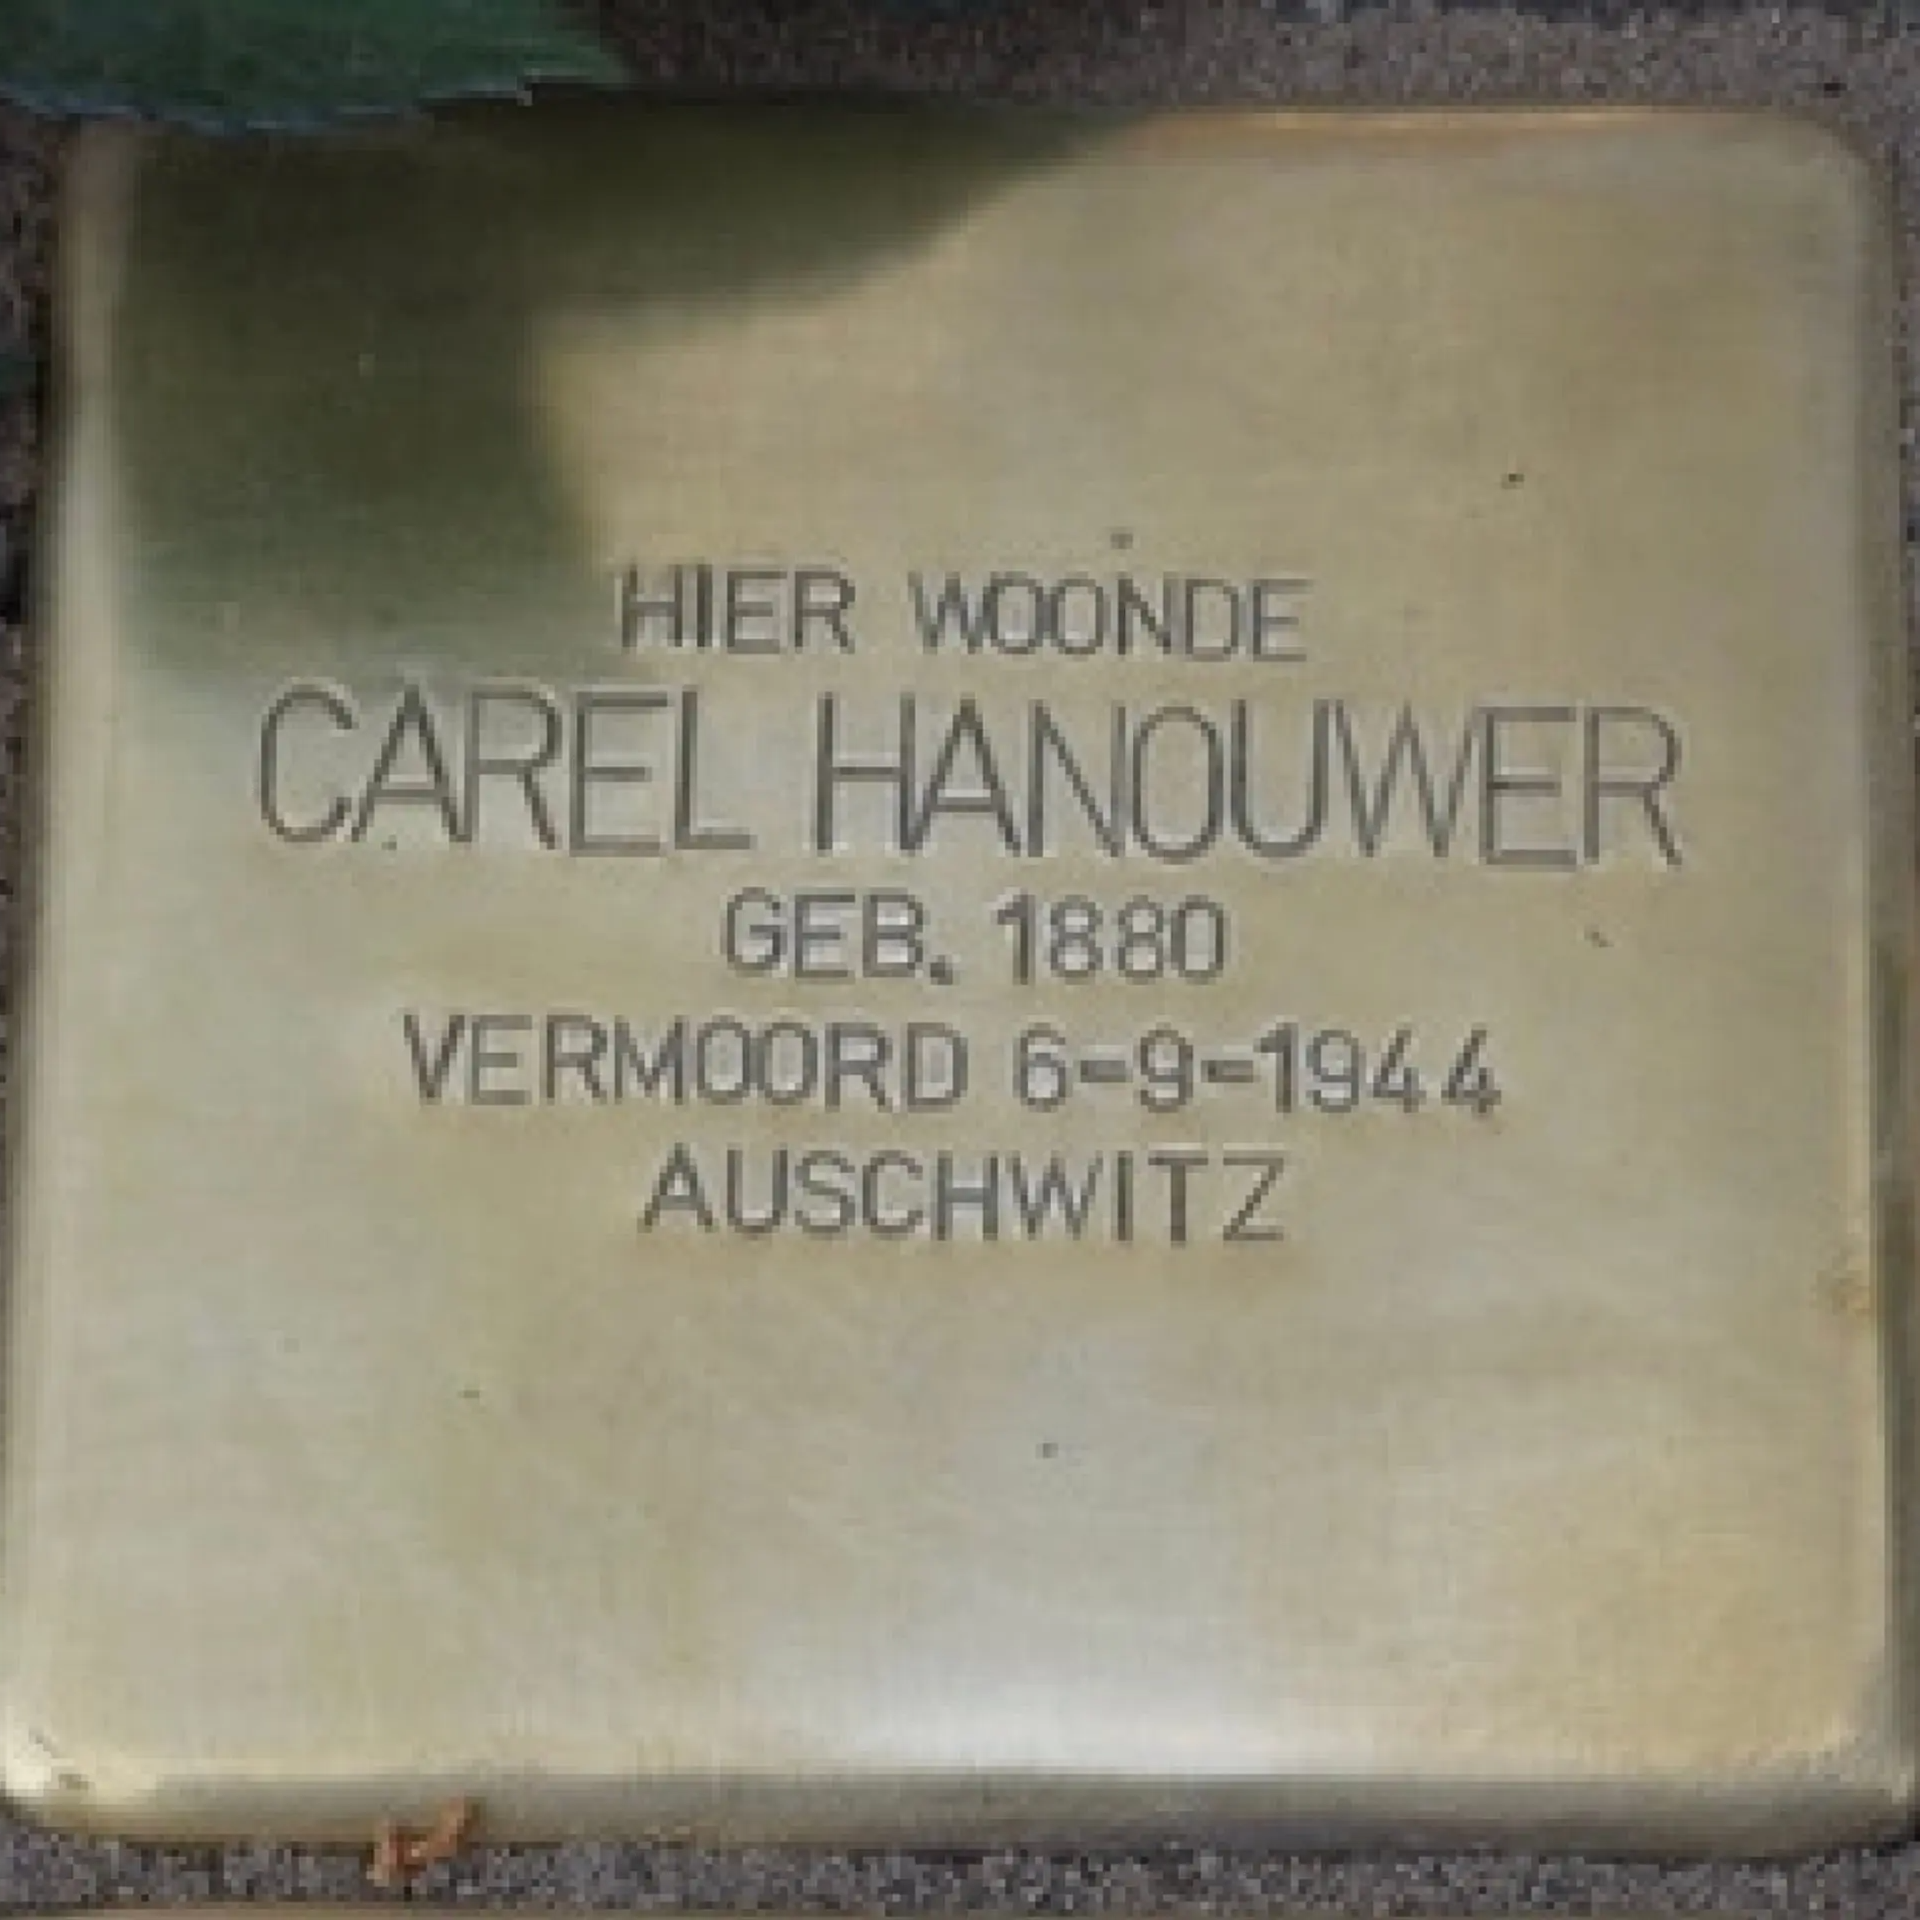 HIER WOONDE
CAREL HANOUWER
GEB. 1880
VERMOORD 6-9-1944
AUSCHWITZ